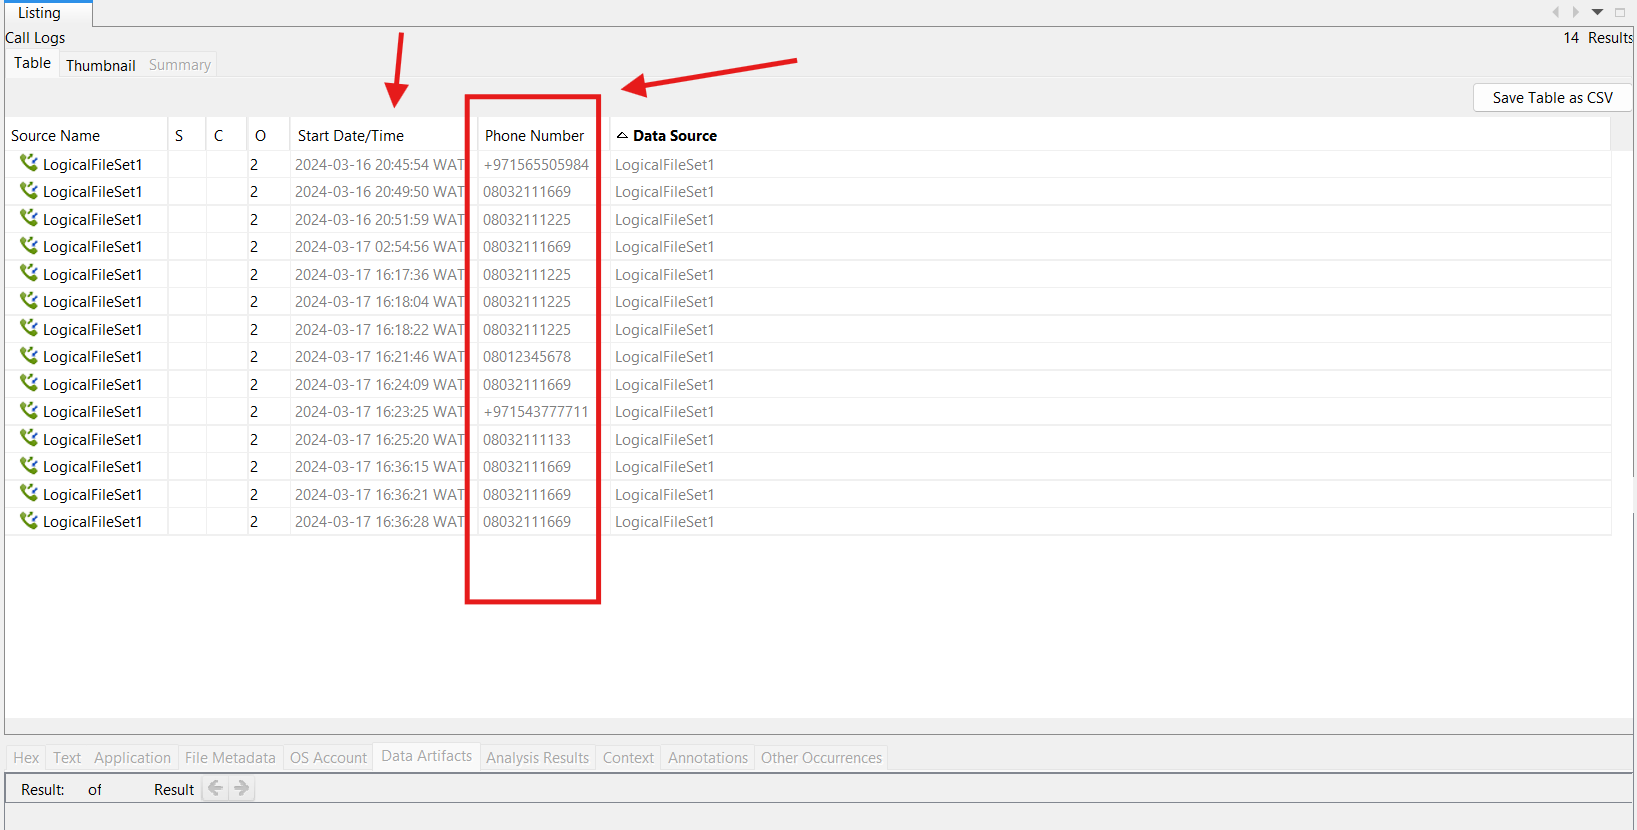 Listing
Call Logs 14 Results
Table Thumbnail Summary
Save Table as CSV
Source Name S C O Start Date/Time Phone Number Data Source
LogicalFileSet1 2 2024-03-16 20:45:54 WAT +971565505984 LogicalFileSet1
LogicalFileSet1 2 2024-03-16 20:49:50 WAT 08032111669 LogicalFileSet1
LogicalFileSet1 2 2024-03-16 20:51:59 WAT 08032111225 LogicalFileSet1
LogicalFileSet1 2 2024-03-17 02:54:56 WAT 08032111669 LogicalFileSet1
LogicalFileSet1 2 2024-03-17 16:17:36 WAT 08032111225 LogicalFileSet1
LogicalFileSet1 2 2024-03-17 16:18:04 WAT 08032111225 LogicalFileSet1
LogicalFileSet1 2 2024-03-17 16:18:22 WAT 08032111225 LogicalFileSet1
LogicalFileSet1 2 2024-03-17 16:21:46 WAT 08012345678 LogicalFileSet1
LogicalFileSet1 2 2024-03-17 16:24:09 WAT 08032111669 LogicalFileSet1
LogicalFileSet1 2 2024-03-17 16:23:25 WAT +971543777711 LogicalFileSet1
LogicalFileSet1 2 2024-03-17 16:25:20 WAT 08032111133 LogicalFileSet1
LogicalFileSet1 2 2024-03-17 16:36:15 WAT 08032111669 LogicalFileSet1
LogicalFileSet1 2 2024-03-17 16:36:21 WAT 08032111669 LogicalFileSet1
LogicalFileSet1 2 2024-03-17 16:36:28 WAT 08032111669 LogicalFileSet1
Hex Text Application File Metadata OS Account Data Artifacts Analysis Results Context Annotations Other Occurrences
Result: of Result